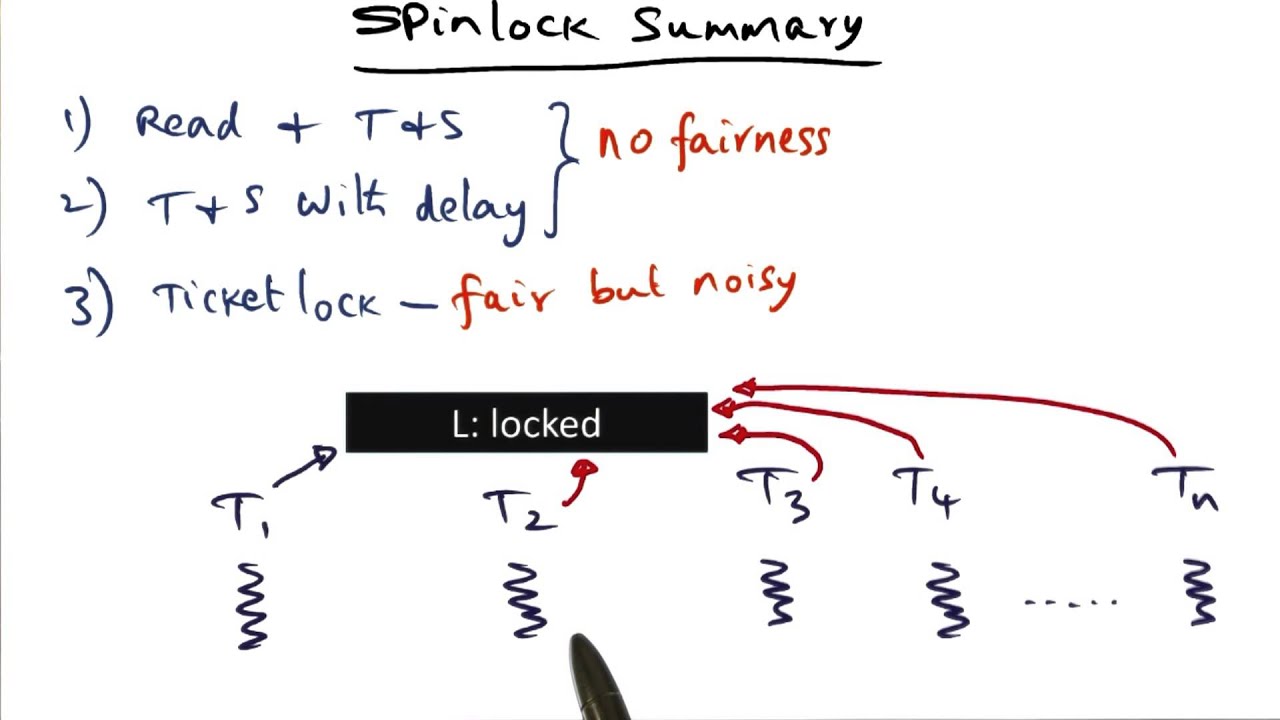 Spinlock Summary
1) Read + T+S
2) T+S with delay } no fairness
3) Ticket lock – fair but noisy
L: locked
T1 T2 T3 T4 Tn
.....